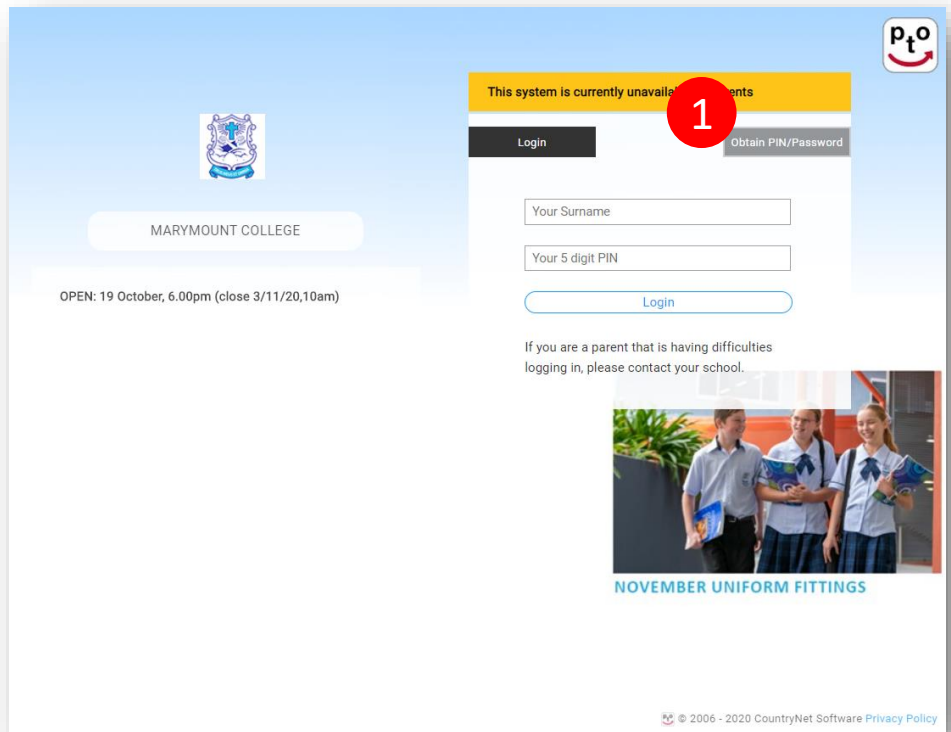 pto
This system is currently unavaila ents
1
Login
Obtain PIN/Password
MARYMOUNT COLLEGE
OPEN: 19 October, 6.00pm (close 3/11/20,10am)
Your Surname
Your 5 digit PIN
Login
If you are a parent that is having difficulties
logging in, please contact your school.
NOVEMBER UNIFORM FITTINGS
© 2006 - 2020 CountryNet Software Privacy Policy